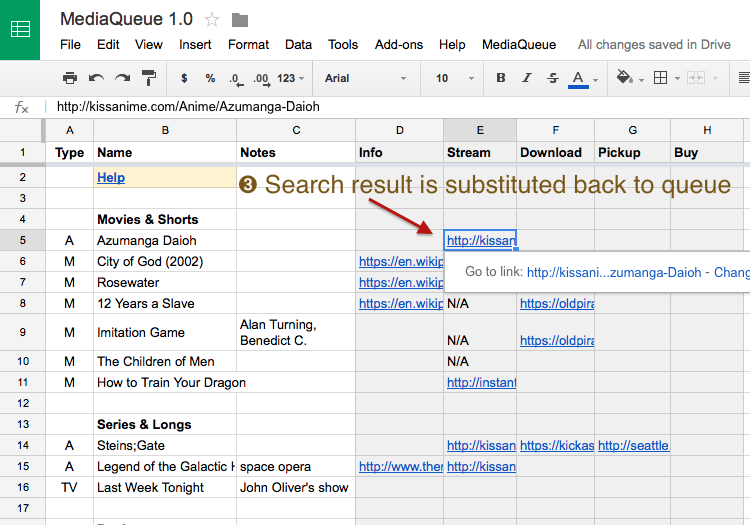 MediaQueue 1.0
File Edit View Insert Format Data Tools Add-ons Help MediaQueue All changes saved in Drive
$ % .0 .00 123 Arial 10 B I S A
fx http://kissanime.com/Anime/Azumanga-Daioh
A B C D E F G H
1 Type Name Notes Info Stream Download Pickup Buy
2 Help
❸ Search result is substituted back to queue
3
4 Movies & Shorts
5 A Azumanga Daioh http://kissan
6 M City of God (2002) https://en.wikip
Go to link: http://kissani...zumanga-Daioh - Chang
7 M Rosewater https://en.wikip
8 M 12 Years a Slave https://en.wikip N/A https://oldpira
9 M Imitation Game Alan Turning,
Benedict C. N/A https://oldpira
10 M The Children of Men N/A
11 M How to Train Your Dragon http://instant
12
13 Series & Longs
14 A Steins;Gate http://kissan https://kickas http://seattle.
15 A Legend of the Galactic H space opera http://www.ther http://kissan
16 TV Last Week Tonight John Oliver's show
17